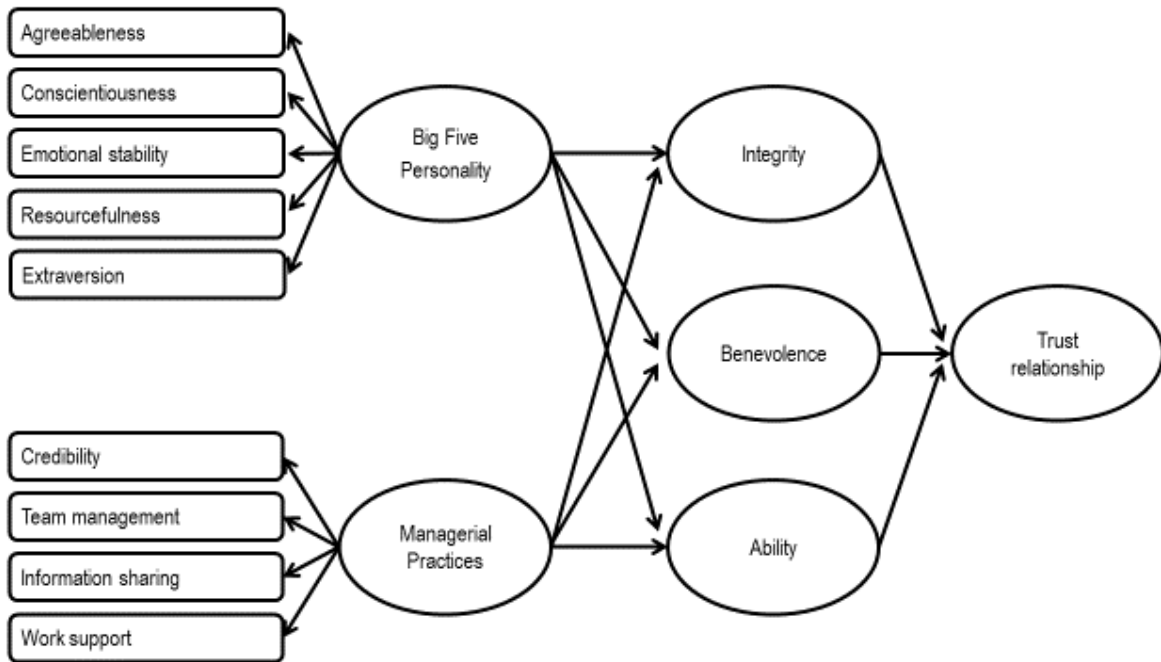 Agreeableness
Conscientiousness
Emotional stability
Resourcefulness
Extraversion
Big Five
Personality
Integrity
Benevolence
Trust
relationship
Credibility
Team management
Information sharing
Work support
Managerial
Practices
Ability